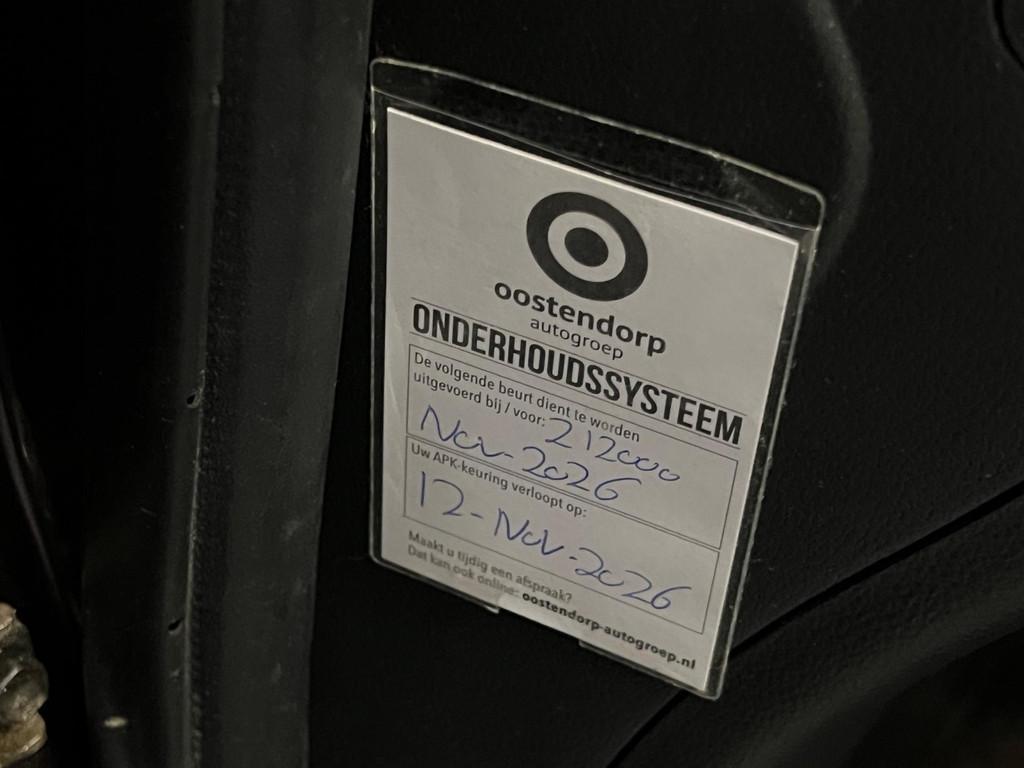 oostendorp
autogroep
ONDERHOUDSSYSTEEM
De volgende beurt dient te worden
uitgevoerd bij / voor: 212000
Nov-2026
Uw APK-keuring verloopt op:
12-Nov-2026
Maakt u tijdig een afspraak?
Dat kan ook online: oostendorp-autogroep.nl